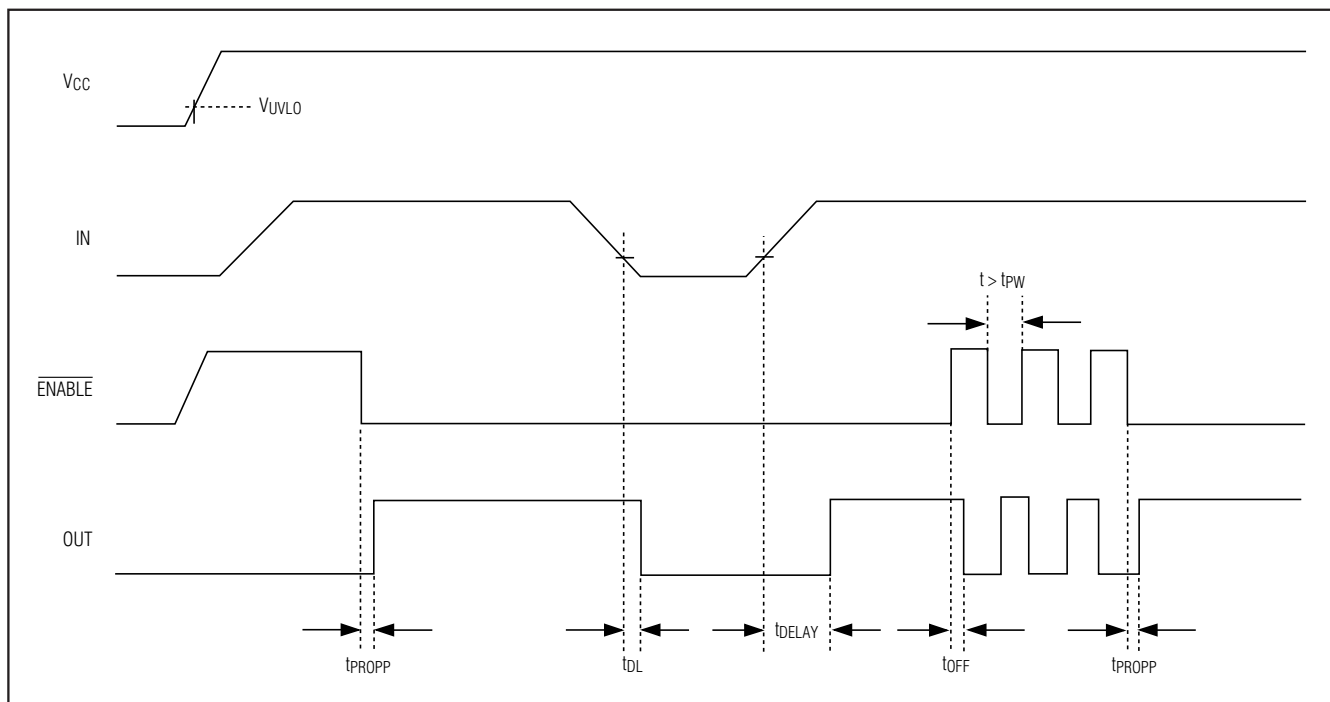 VCC
VUVLO
IN
t > tPW
ENABLE
OUT
tPROPP
tDL
tDELAY
tOFF
tPROPP